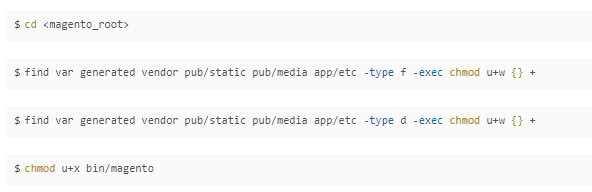 $ cd <magento_root>
$ find var generated vendor pub/static pub/media app/etc -type f -exec chmod u+w {} +
$ find var generated vendor pub/static pub/media app/etc -type d -exec chmod u+w {} +
$ chmod u+x bin/magento